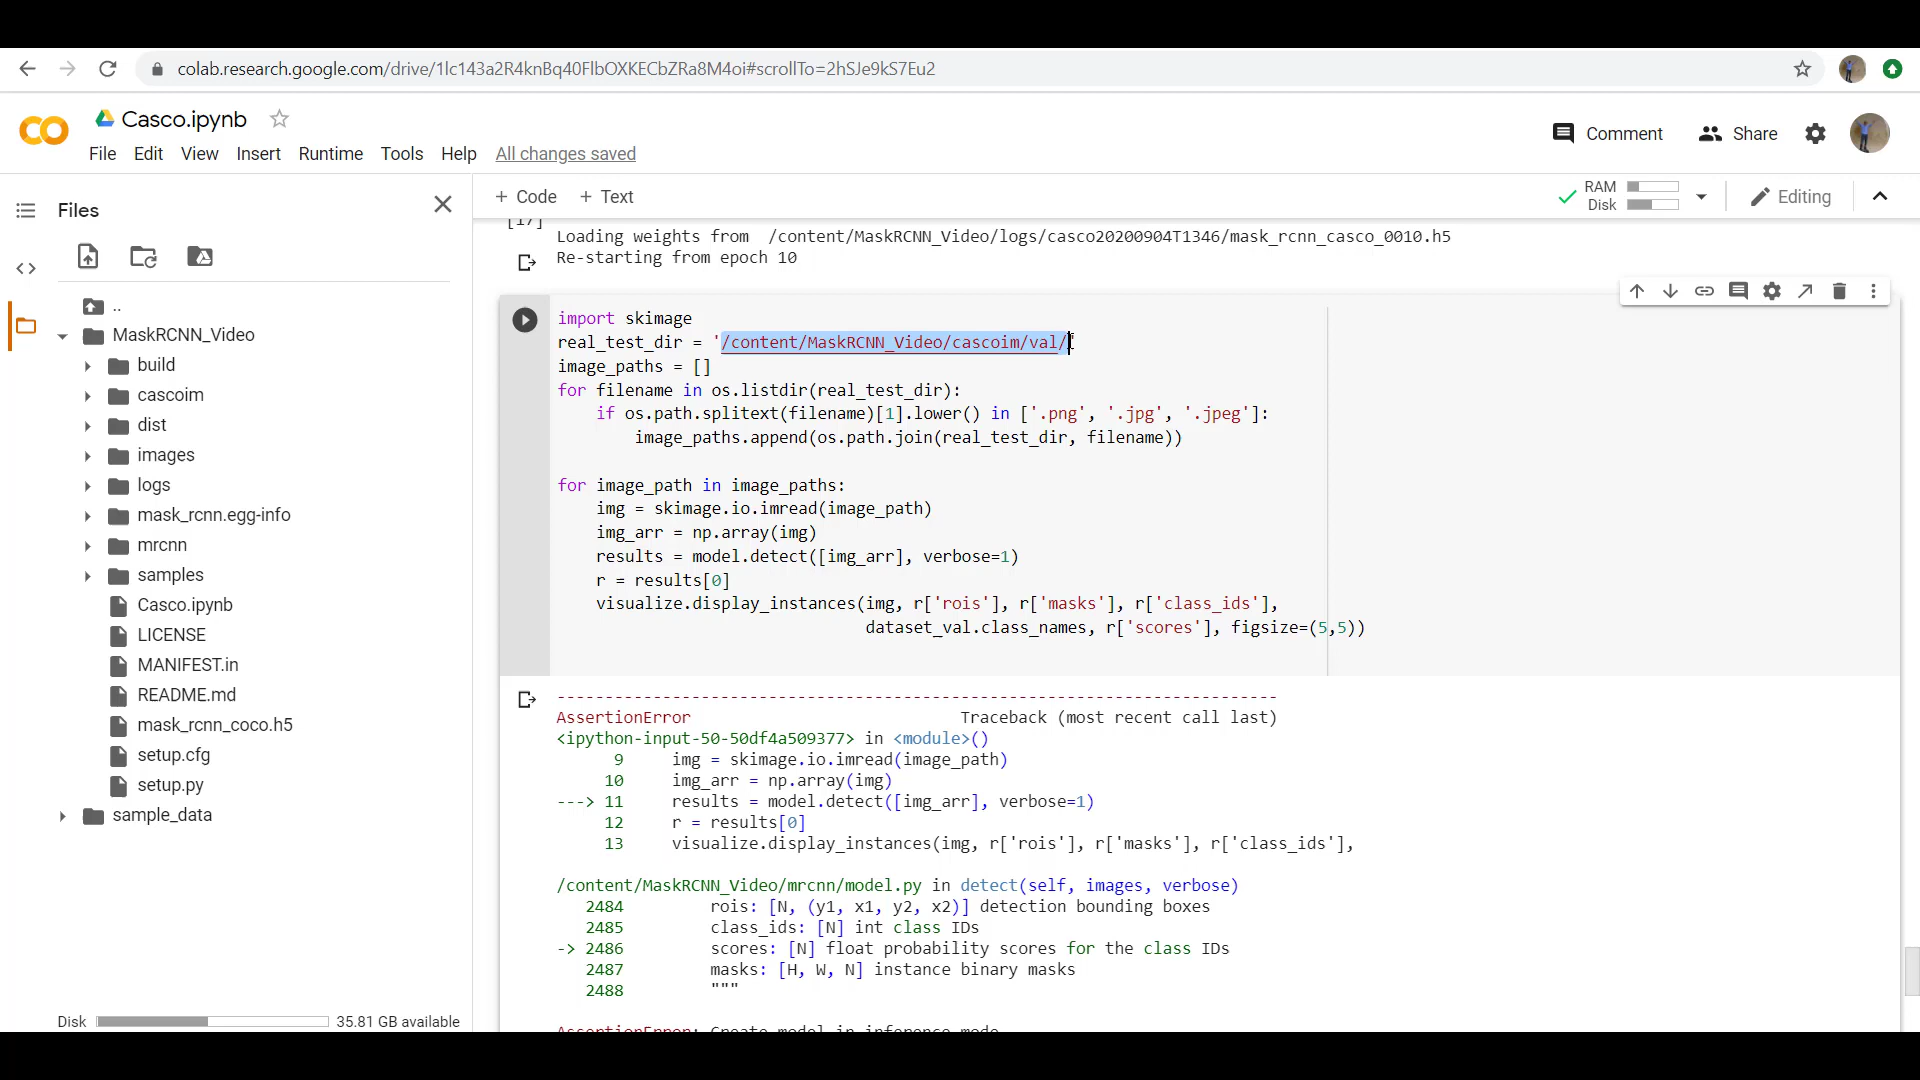 colab.research.google.com/drive/1lc143a2R4knBq40FlbOXKECbZRa8M4oi#scrollTo=2hSJe9kS7Eu2
CO Casco.ipynb
File Edit View Insert Runtime Tools Help All changes saved
Comment Share
Files
+ Code + Text
RAM
Disk
Editing
..
MaskRCNN_Video
build
cascoim
dist
images
logs
mask_rcnn.egg-info
mrcnn
samples
Casco.ipynb
LICENSE
MANIFEST.in
README.md
mask_rcnn_coco.h5
setup.cfg
setup.py
sample_data
Disk 35.81 GB available
[17]
Loading weights from  /content/MaskRCNN_Video/logs/casco20200904T1346/mask_rcnn_casco_0010.h5
Re-starting from epoch 10
import skimage
real_test_dir = '/content/MaskRCNN_Video/cascoim/val/'
image_paths = []
for filename in os.listdir(real_test_dir):
    if os.path.splitext(filename)[1].lower() in ['.png', '.jpg', '.jpeg']:
        image_paths.append(os.path.join(real_test_dir, filename))
for image_path in image_paths:
    img = skimage.io.imread(image_path)
    img_arr = np.array(img)
    results = model.detect([img_arr], verbose=1)
    r = results[0]
    visualize.display_instances(img, r['rois'], r['masks'], r['class_ids'],
                                dataset_val.class_names, r['scores'], figsize=(5,5))
---------------------------------------------------------------------------
AssertionError                            Traceback (most recent call last)
<ipython-input-50-50df4a509377> in <module>()
      9     img = skimage.io.imread(image_path)
     10     img_arr = np.array(img)
---> 11     results = model.detect([img_arr], verbose=1)
     12     r = results[0]
     13     visualize.display_instances(img, r['rois'], r['masks'], r['class_ids'],
/content/MaskRCNN_Video/mrcnn/model.py in detect(self, images, verbose)
   2484         rois: [N, (y1, x1, y2, x2)] detection bounding boxes
   2485         class_ids: [N] int class IDs
-> 2486         scores: [N] float probability scores for the class IDs
   2487         masks: [H, W, N] instance binary masks
   2488         """
AssertionError: Create model in inference mode.